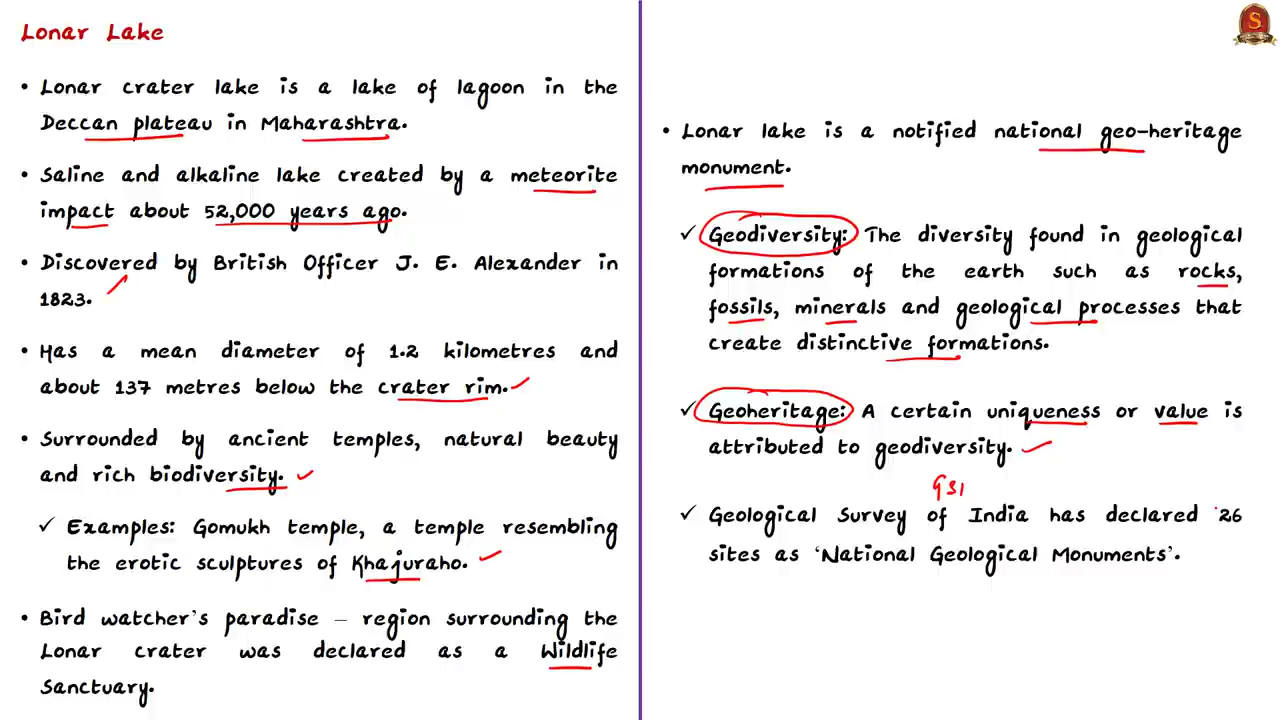 Lonar Lake
• Lonar crater lake is a lake of lagoon in the
Deccan plateau in Maharashtra.
• Saline and alkaline lake created by a meteorite
impact about 52,000 years ago.
• Discovered by British Officer J. E. Alexander in
1823.
• Has a mean diameter of 1.2 kilometres and
about 137 metres below the crater rim.
• Surrounded by ancient temples, natural beauty
and rich biodiversity.
✓ Examples: Gomukh temple, a temple resembling
the erotic sculptures of Khajuraho.
• Bird watcher's paradise – region surrounding the
Lonar crater was declared as a Wildlife
Sanctuary.
• Lonar lake is a notified national geo-heritage
monument.
✓ Geodiversity: The diversity found in geological
formations of the earth such as rocks,
fossils, minerals and geological processes that
create distinctive formations.
✓ Geoheritage: A certain uniqueness or value is
attributed to geodiversity.
GSI
✓ Geological Survey of India has declared 26
sites as 'National Geological Monuments'.
S